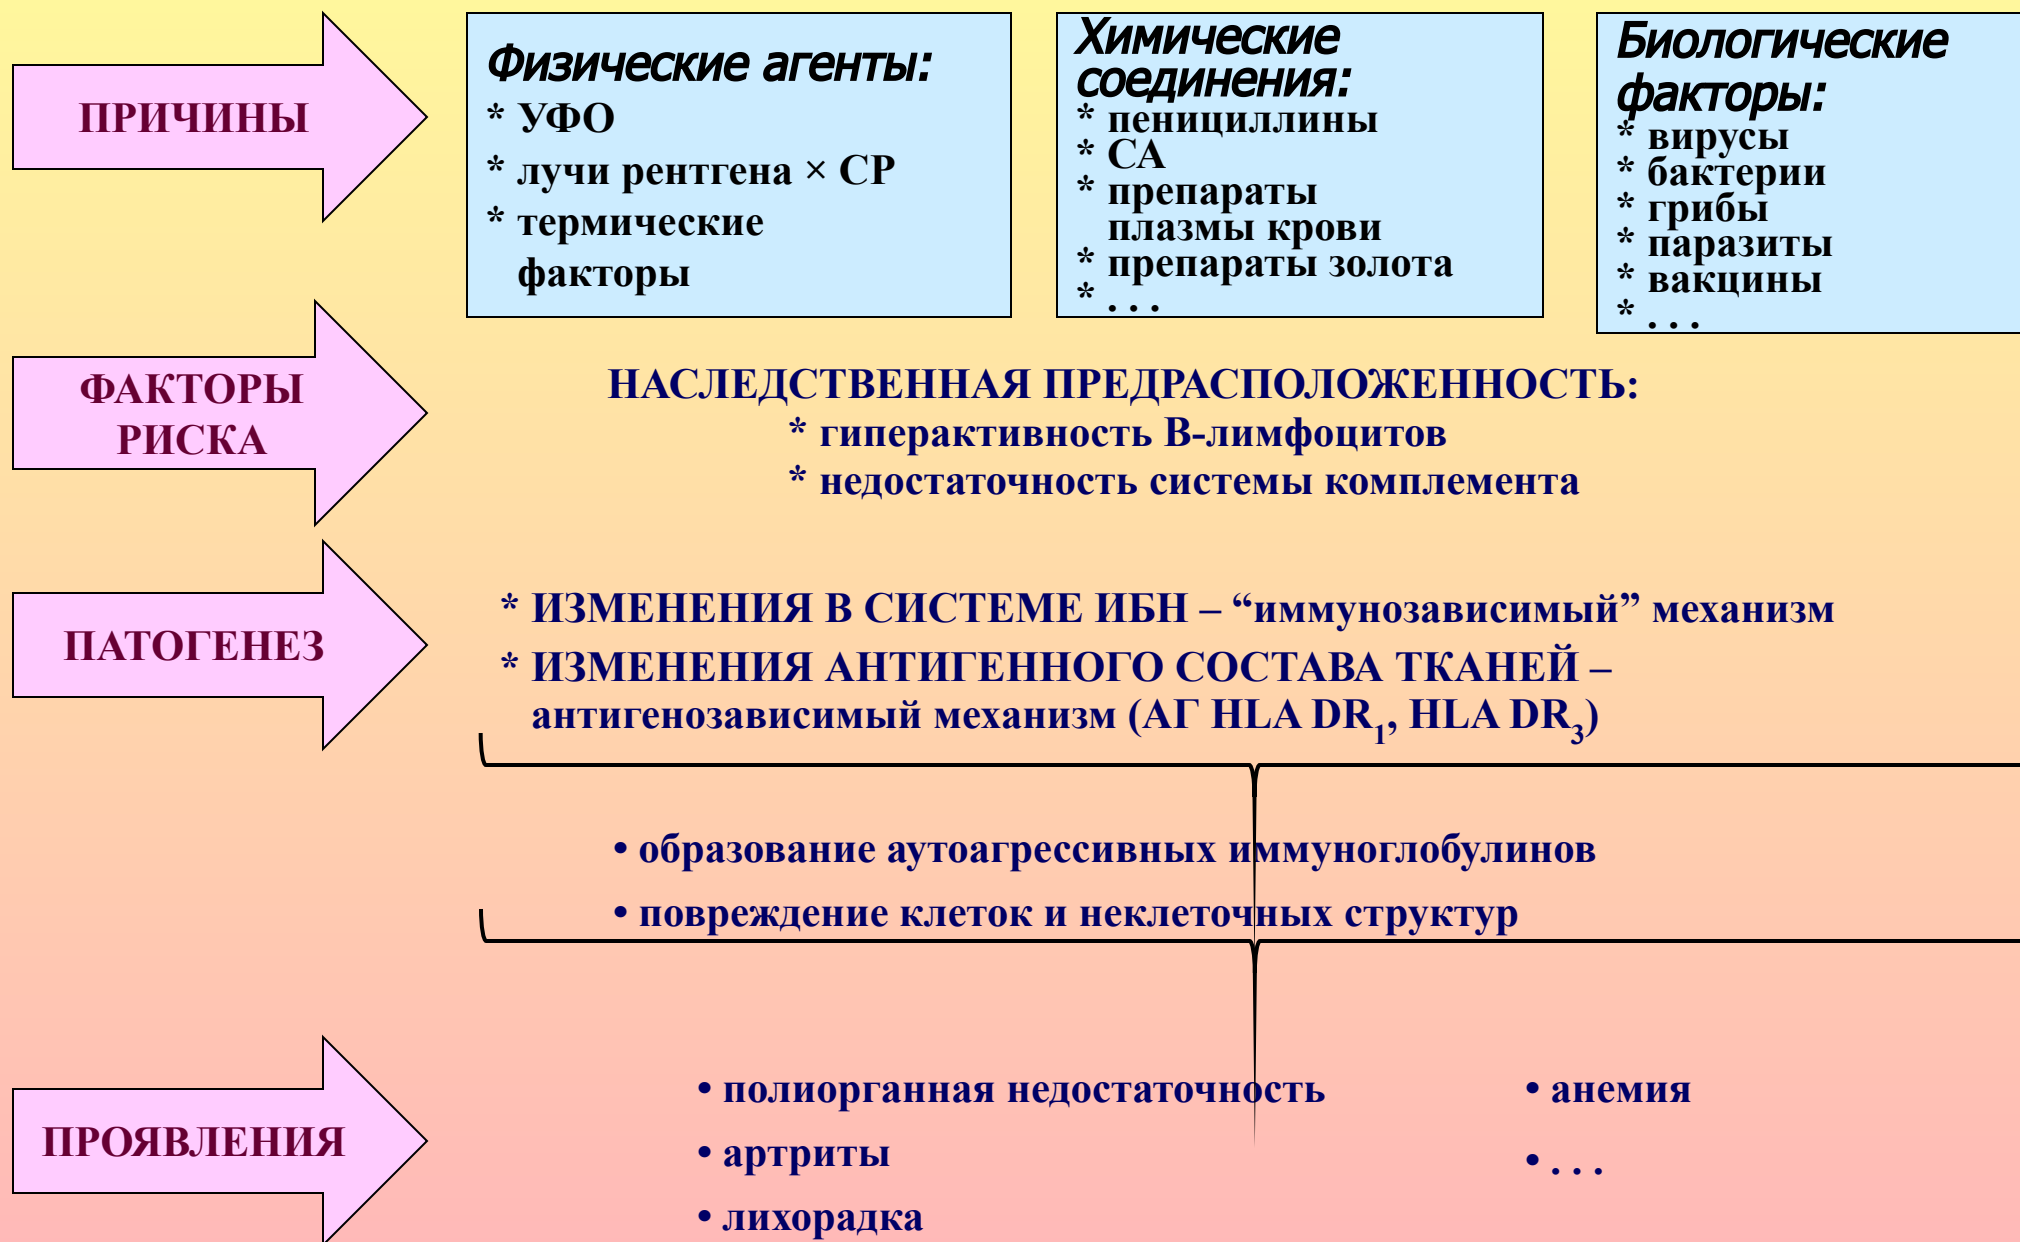 ПРИЧИНЫ
Физические агенты:
* УФО
* лучи рентгена × СР
* термические
факторы
Химические
соединения:
* пенициллины
* СА
* препараты
плазмы крови
* препараты золота
* . . .
Биологические
факторы:
* вирусы
* бактерии
* грибы
* паразиты
* вакцины
* . . .
ФАКТОРЫ
РИСКА
НАСЛЕДСТВЕННАЯ ПРЕДРАСПОЛОЖЕННОСТЬ:
* гиперактивность В-лимфоцитов
* недостаточность системы комплемента
ПАТОГЕНЕЗ
* ИЗМЕНЕНИЯ В СИСТЕМЕ ИБН – “иммунозависимый” механизм
* ИЗМЕНЕНИЯ АНТИГЕННОГО СОСТАВА ТКАНЕЙ –
антигенозависимый механизм (АГ HLA DR₁, HLA DR₃)
• образование аутоагрессивных иммуноглобулинов
• повреждение клеток и неклеточных структур
ПРОЯВЛЕНИЯ
• полиорганная недостаточность
• артриты
• лихорадка
• анемия
• . . .